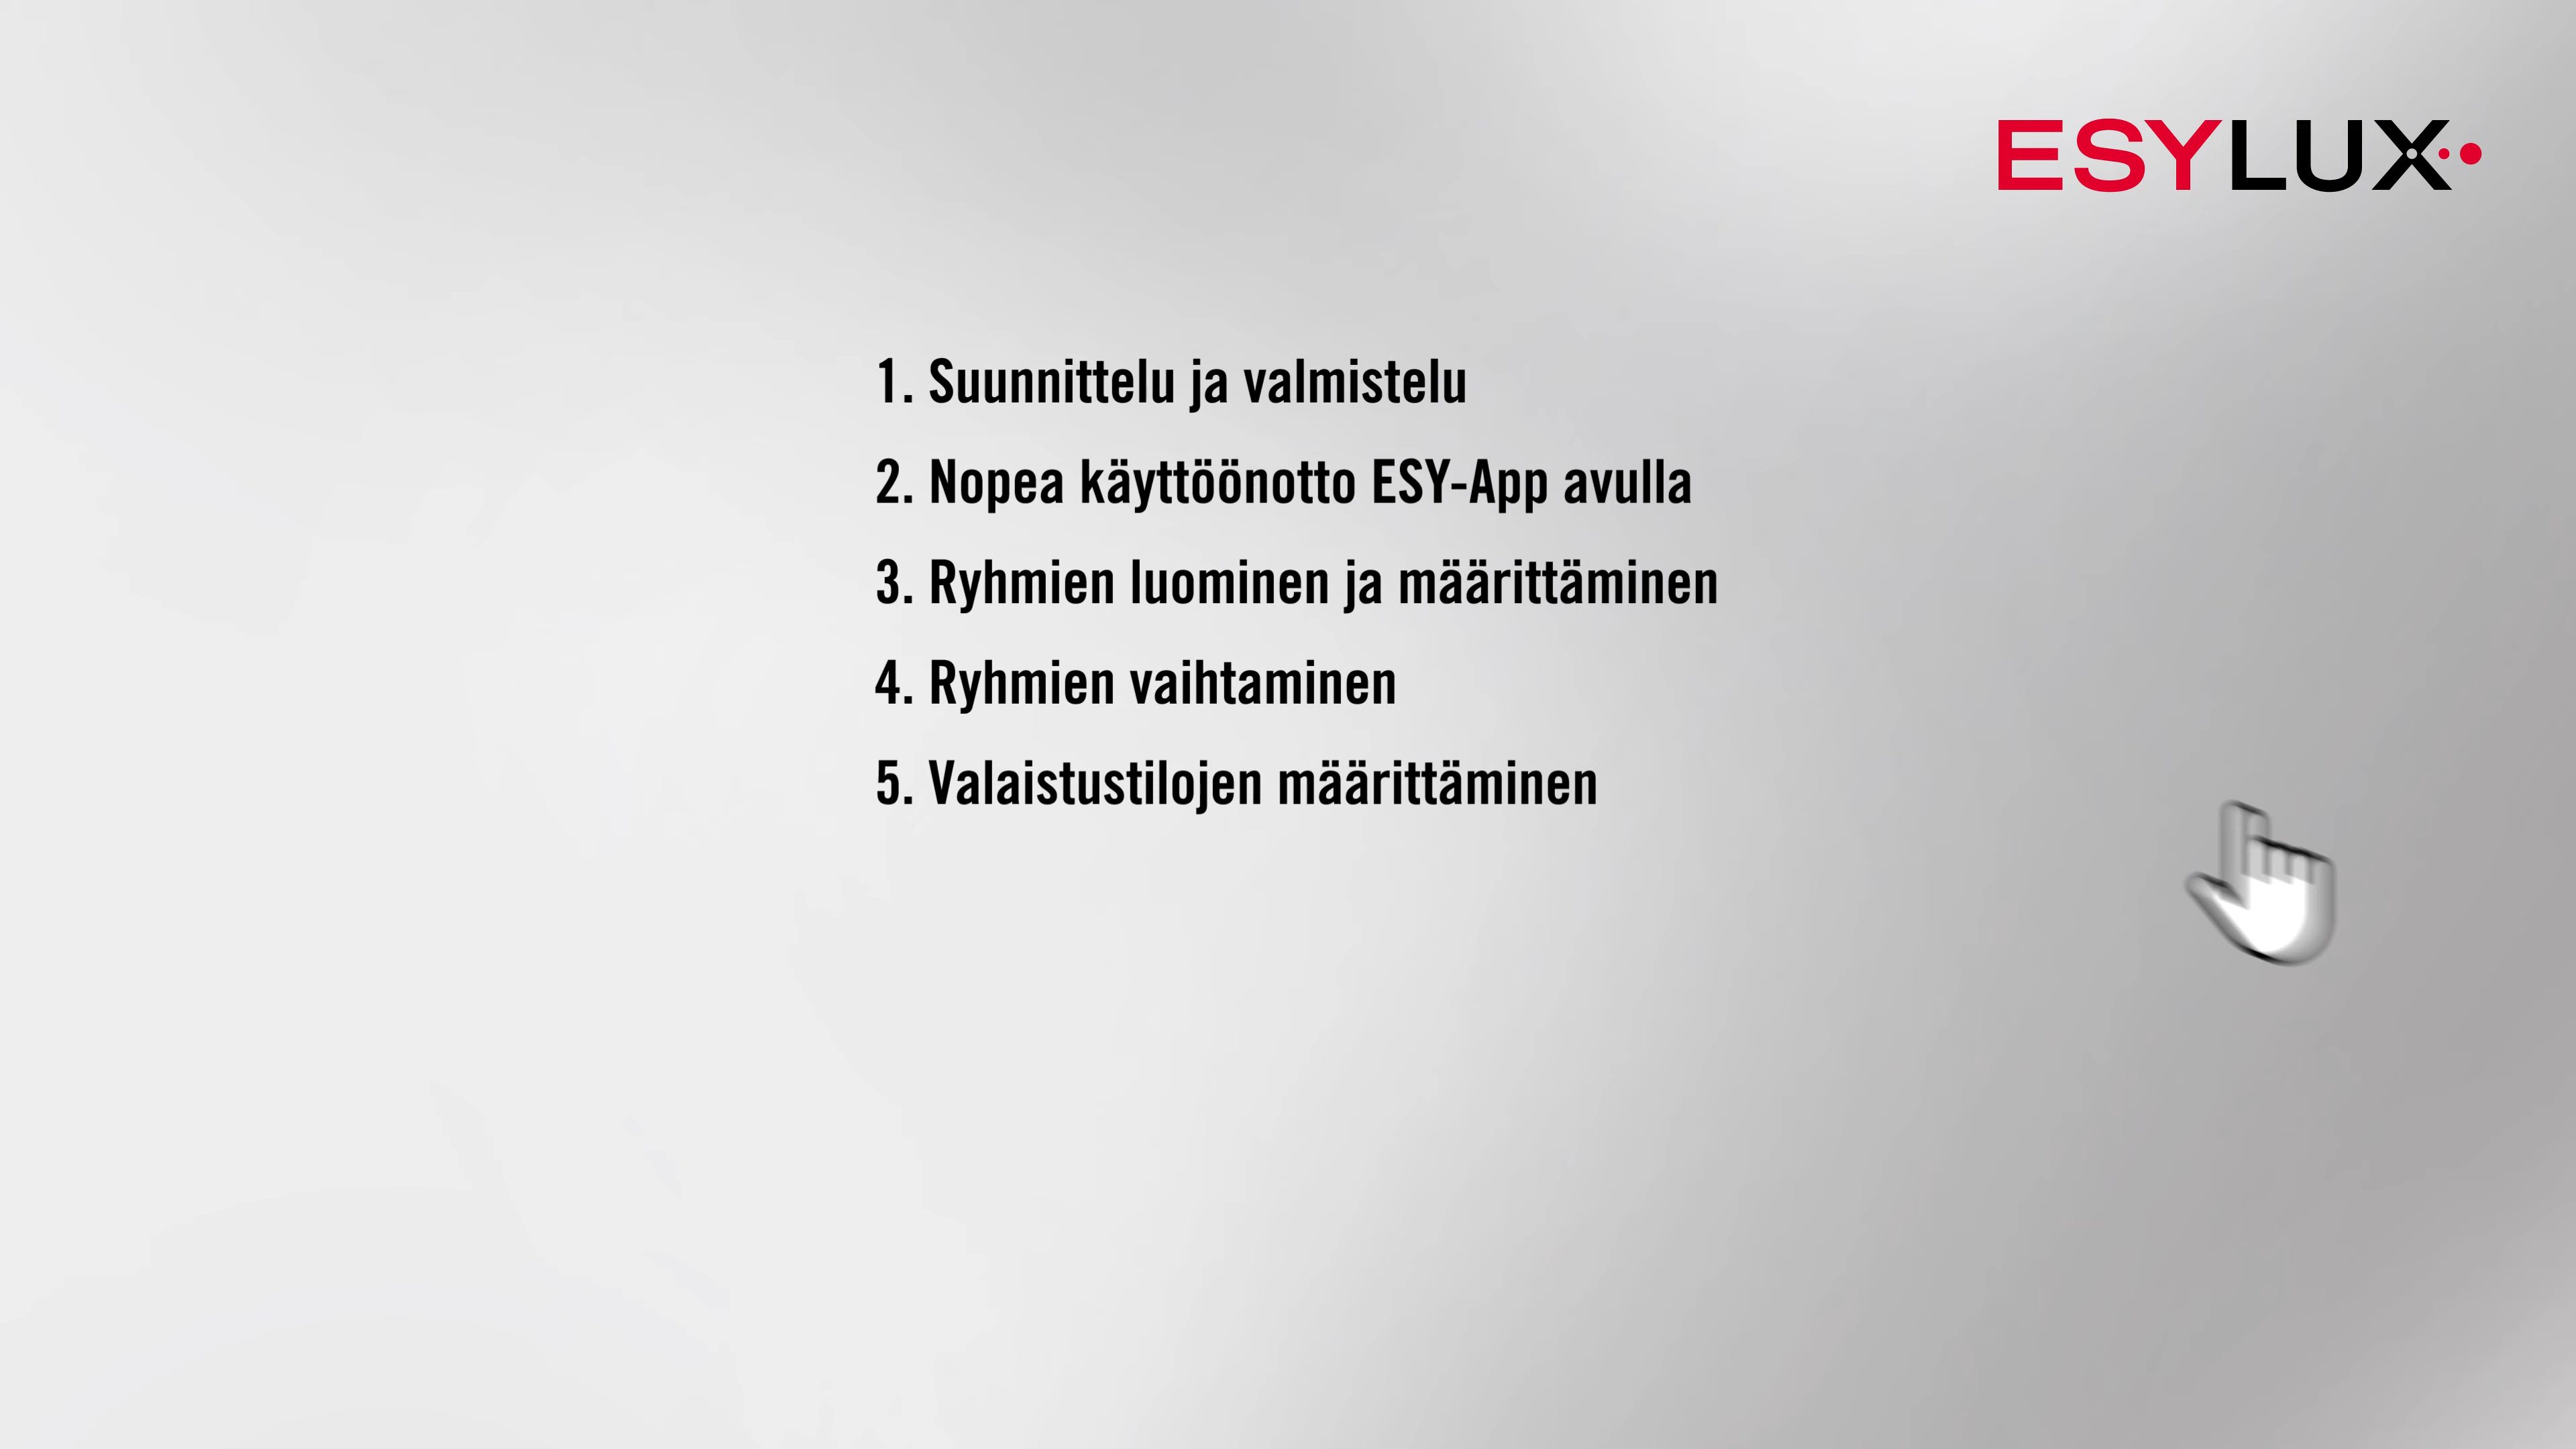 ESYLUX
1. Suunnittelu ja valmistelu
2. Nopea käyttöönotto ESY-App avulla
3. Ryhmien luominen ja määrittäminen
4. Ryhmien vaihtaminen
5. Valaistustilojen määrittäminen